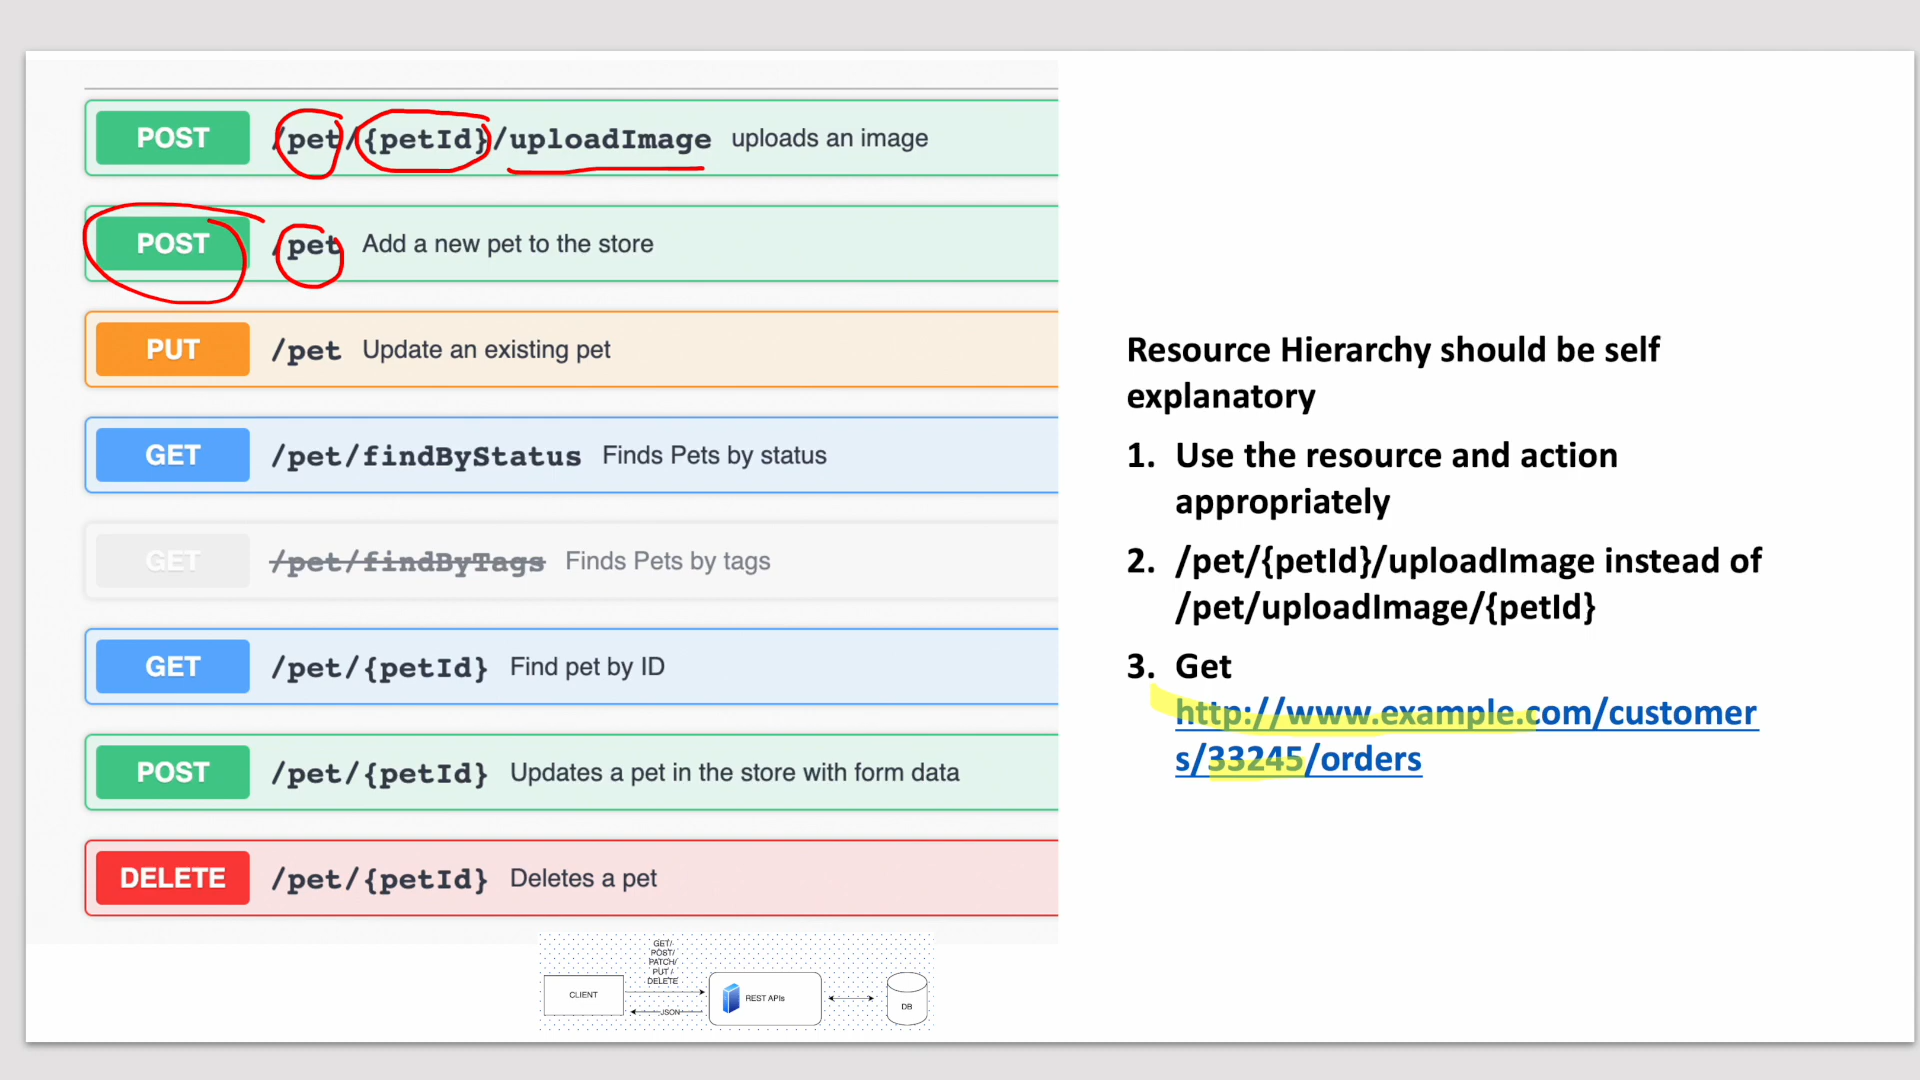 POST /pet/{petId}/uploadImage uploads an image
POST /pet Add a new pet to the store
PUT /pet Update an existing pet
GET /pet/findByStatus Finds Pets by status
GET /pet/findByTags Finds Pets by tags
GET /pet/{petId} Find pet by ID
POST /pet/{petId} Updates a pet in the store with form data
DELETE /pet/{petId} Deletes a pet
Resource Hierarchy should be self
explanatory
1. Use the resource and action
appropriately
2. /pet/{petId}/uploadImage instead of
/pet/uploadImage/{petId}
3. Get
http://www.example.com/customer
s/33245/orders
GET/
POST/
PATCH/
PUT /
DELETE
CLIENT
JSON
REST APIs
DB